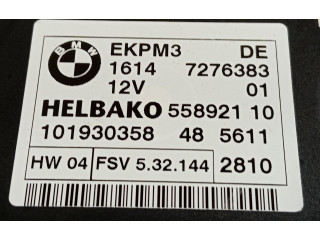 BMW EKPM3 DE
1614 7276383
12V 01
HELBAKO 558921 10
101930358 48 5611
HW 04 FSV 5.32.144 2810